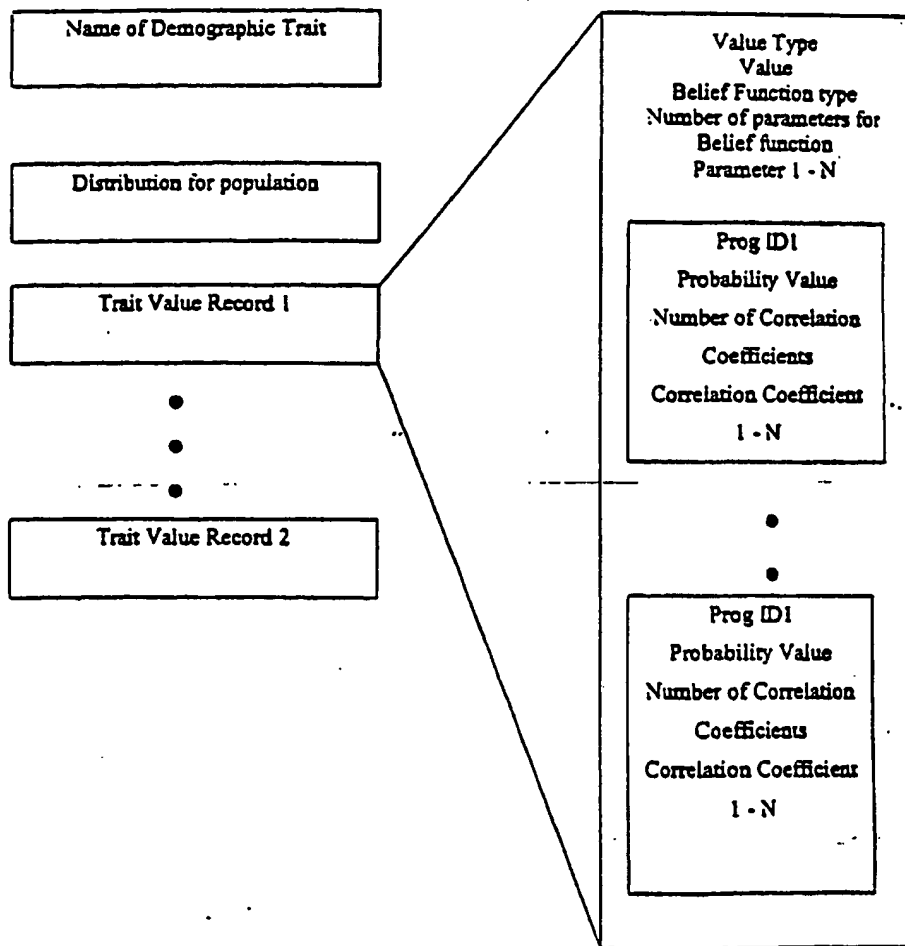 Name of Demographic Trait
Distribution for population
Trait Value Record 1
Trait Value Record 2
Value Type
Value
Belief Function type
Number of parameters for
Belief function
Parameter 1 - N
Prog ID1
Probability Value
Number of Correlation
Coefficients
Correlation Coefficient
1 - N
Prog ID1
Probability Value
Number of Correlation
Coefficients
Correlation Coefficient
1 - N